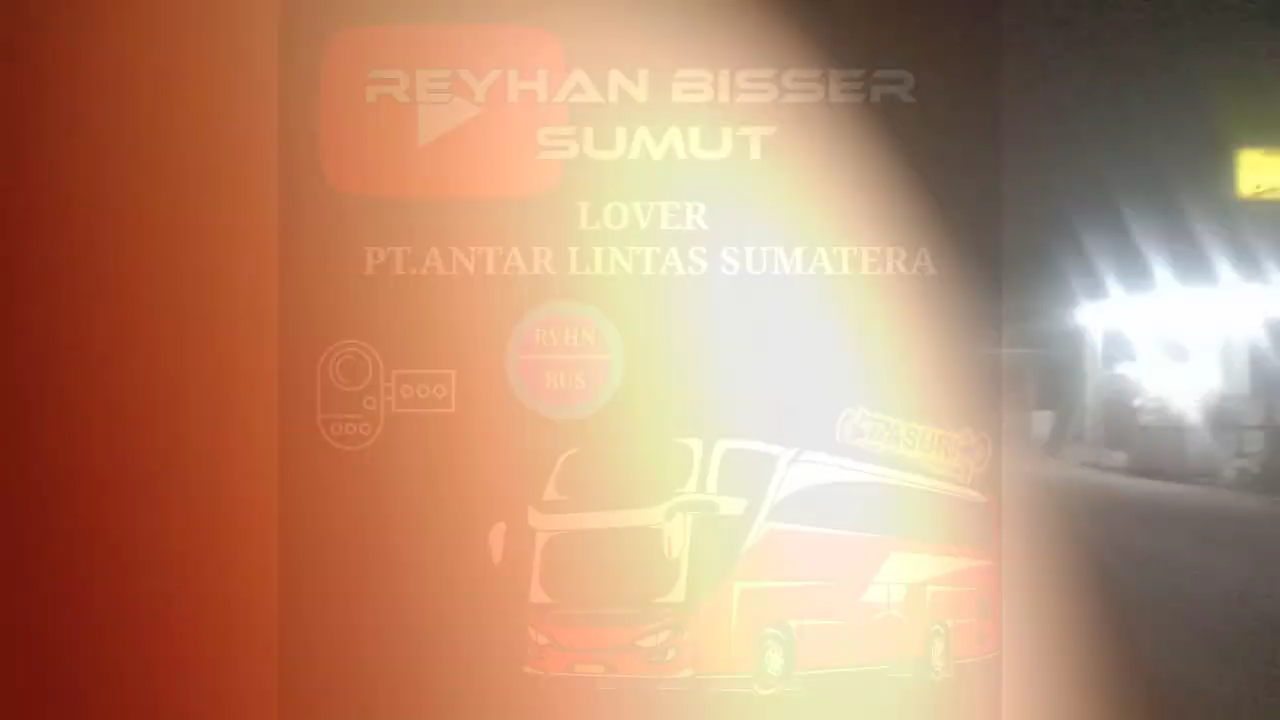 REYHAN BISSER
SUMUT
LOVER
PT.ANTAR LINTAS SUMATERA
RYHN
BUS